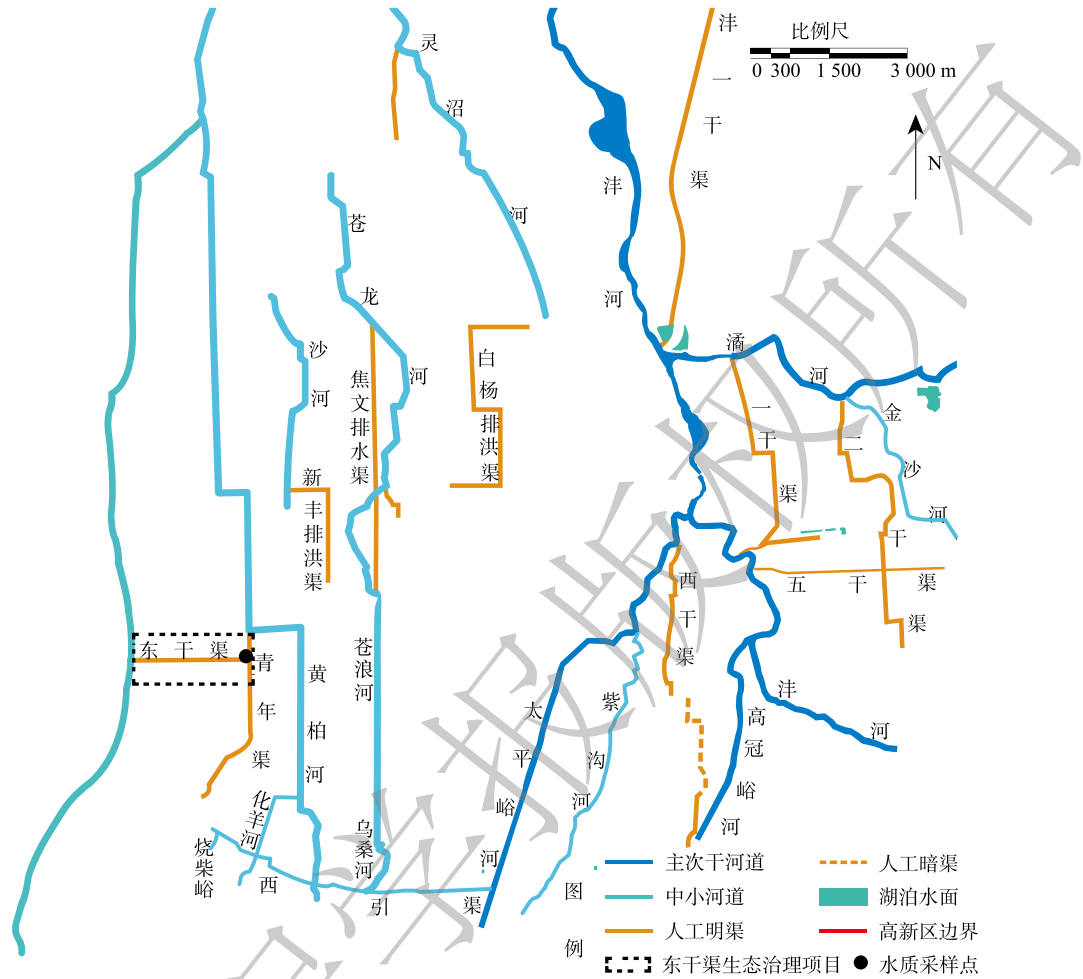 比例尺
0 300 1 500 3 000 m
N
灵沼河
沣一干渠
沣河
苍龙河
沙河
焦文排水渠
白杨排洪渠
新丰排洪渠
潏河
金沙河
一干渠
二干渠
五干渠
西干渠
东干渠
青年渠
黄柏河
苍浪河
太平峪河
紫沟河
高冠峪河
沣河
化羊河
烧柴峪
乌桑河
西引渠
图例
主次干河道
人工暗渠
中小河道
湖泊水面
人工明渠
高新区边界
东干渠生态治理项目
水质采样点
学报版权所有